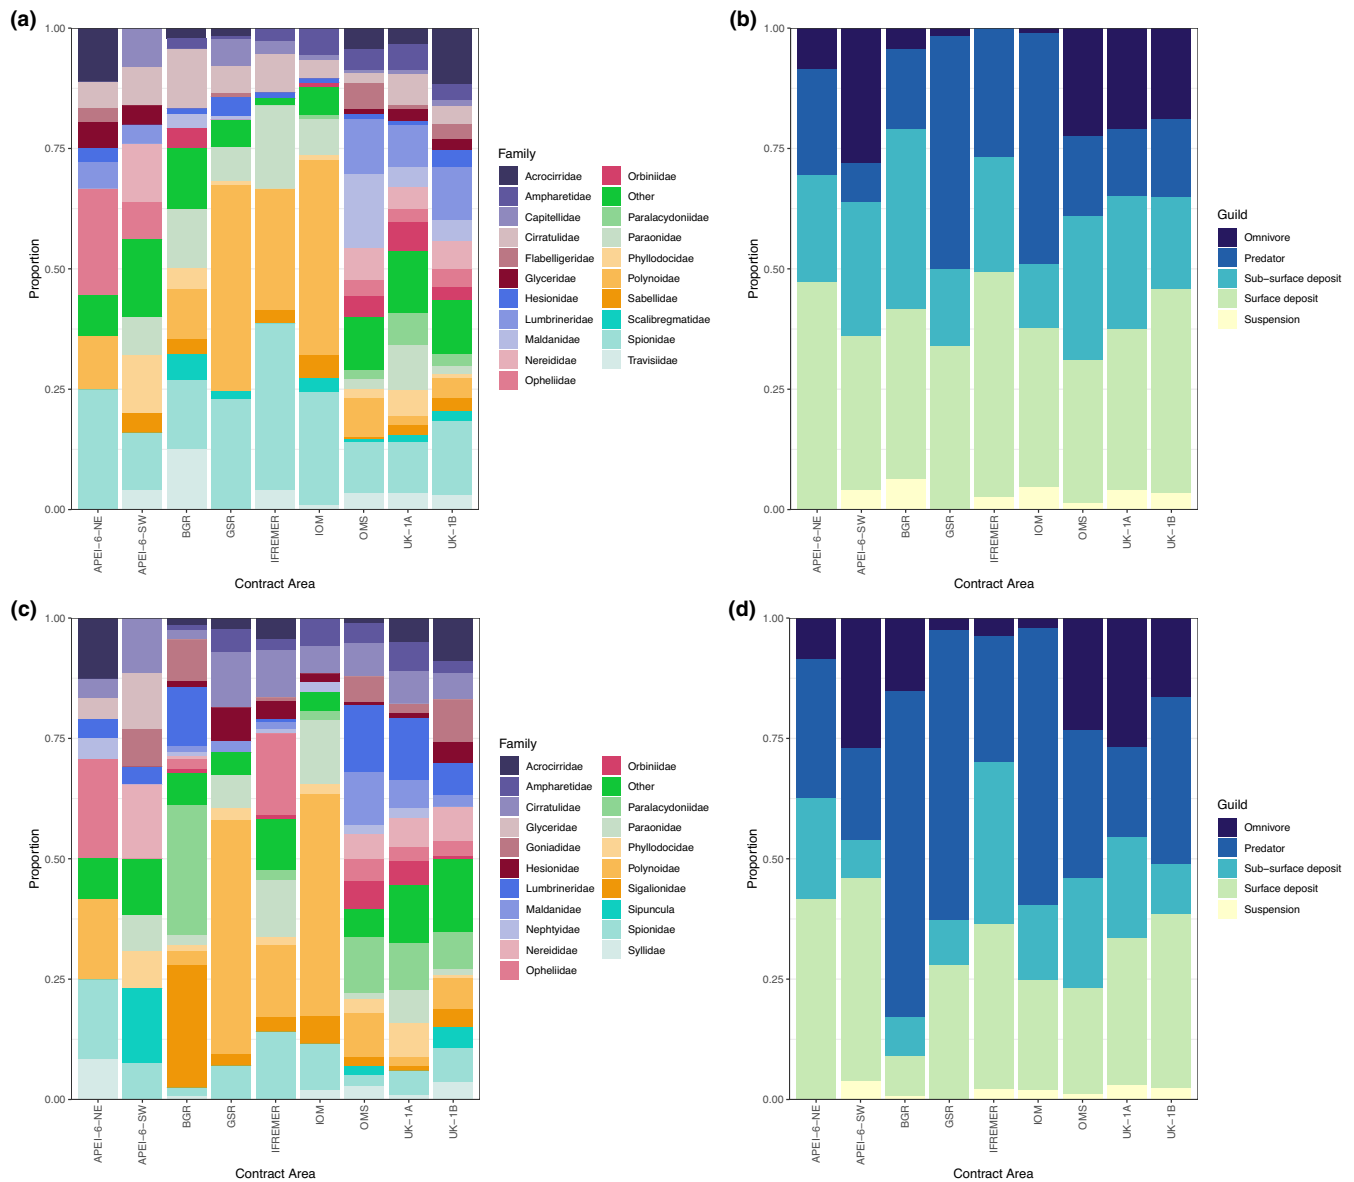 (a)
1.00
0.75
0.50
0.25
0.00
Proportion
APEI−6−NE
APEI−6−SW
BGR
GSR
IFREMER
IOM
OMS
UK−1A
UK−1B
Contract Area
Family
Acrocirridae
Ampharetidae
Capitellidae
Cirratulidae
Flabelligeridae
Glyceridae
Hesionidae
Lumbrineridae
Maldanidae
Nereididae
Opheliidae
Orbiniidae
Other
Paralacydoniidae
Paraonidae
Phyllodocidae
Polynoidae
Sabellidae
Scalibregmatidae
Spionidae
Travisiidae
(b)
1.00
0.75
0.50
0.25
0.00
Proportion
APEI−6−NE
APEI−6−SW
BGR
GSR
IFREMER
IOM
OMS
UK−1A
UK−1B
Contract Area
Guild
Omnivore
Predator
Sub−surface deposit
Surface deposit
Suspension
(c)
1.00
0.75
0.50
0.25
0.00
Proportion
APEI−6−NE
APEI−6−SW
BGR
GSR
IFREMER
IOM
OMS
UK−1A
UK−1B
Contract Area
Family
Acrocirridae
Ampharetidae
Cirratulidae
Glyceridae
Goniadidae
Hesionidae
Lumbrineridae
Maldanidae
Nephtyidae
Nereididae
Opheliidae
Orbiniidae
Other
Paralacydoniidae
Paraonidae
Phyllodocidae
Polynoidae
Sigalionidae
Sipuncula
Spionidae
Syllidae
(d)
1.00
0.75
0.50
0.25
0.00
Proportion
APEI−6−NE
APEI−6−SW
BGR
GSR
IFREMER
IOM
OMS
UK−1A
UK−1B
Contract Area
Guild
Omnivore
Predator
Sub−surface deposit
Surface deposit
Suspension